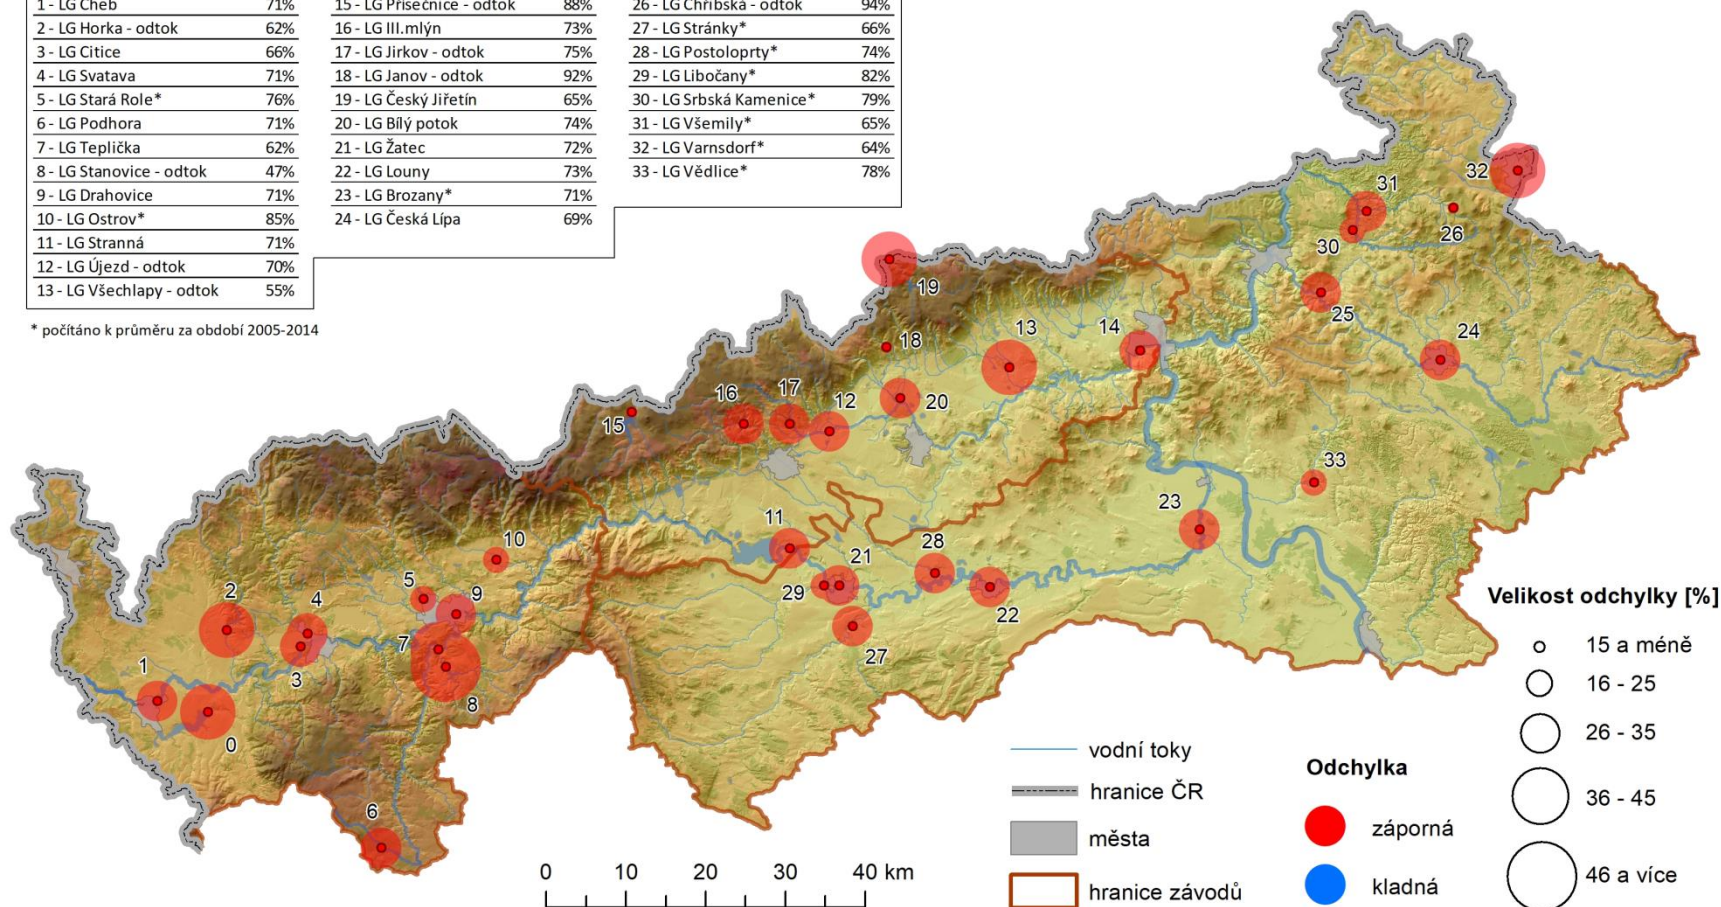 1 - LG Cheb 71%
2 - LG Horka - odtok 62%
3 - LG Citice 66%
4 - LG Svatava 71%
5 - LG Stará Role* 76%
6 - LG Podhora 71%
7 - LG Teplička 62%
8 - LG Stanovice - odtok 47%
9 - LG Drahovice 71%
10 - LG Ostrov* 85%
11 - LG Stranná 71%
12 - LG Újezd - odtok 70%
13 - LG Všechlapy - odtok 55%
15 - LG Přísečnice - odtok 88%
16 - LG III.mlýn 73%
17 - LG Jirkov - odtok 75%
18 - LG Janov - odtok 92%
19 - LG Český Jiřetín 65%
20 - LG Bílý potok 74%
21 - LG Žatec 72%
22 - LG Louny 73%
23 - LG Brozany* 71%
24 - LG Česká Lípa 69%
26 - LG Chřibská - odtok 94%
27 - LG Stránky* 66%
28 - LG Postoloprty* 74%
29 - LG Libočany* 82%
30 - LG Srbská Kamenice* 79%
31 - LG Všemily* 65%
32 - LG Varnsdorf* 64%
33 - LG Vědlice* 78%
* počítáno k průměru za období 2005-2014
32
31
26
30
19
25
13
14
24
18
16
17
12
20
15
33
23
11
10
21
28
5
9
2
4
29
22
7
1
3
27
8
0
6
vodní toky
hranice ČR
města
hranice závodů
0 10 20 30 40 km
Odchylka
záporná
kladná
Velikost odchylky [%]
15 a méně
16 - 25
26 - 35
36 - 45
46 a více